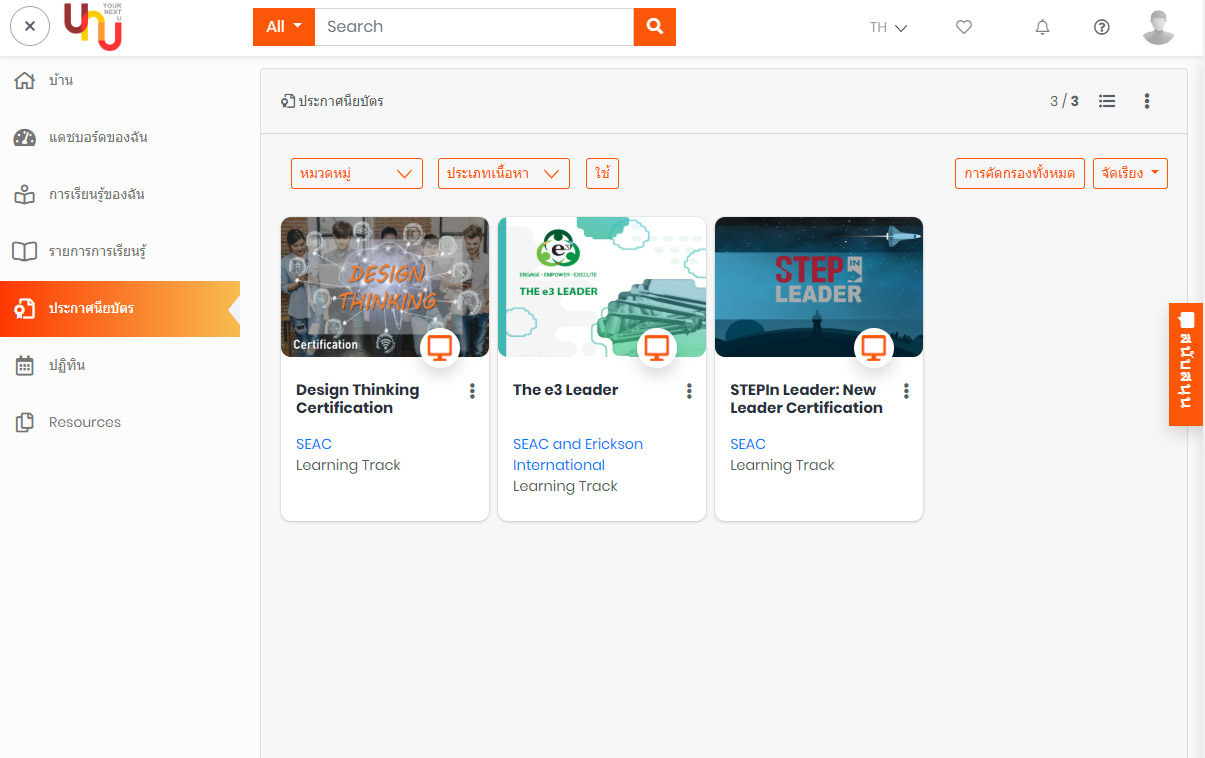 YOUR
NEXT
U
unu
All
Search
TH
บ้าน
แดชบอร์ดของฉัน
การเรียนรู้ของฉัน
รายการการเรียนรู้
ประกาศนียบัตร
ปฏิทิน
Resources
ประกาศนียบัตร
3 / 3
หมวดหมู่
ประเภทเนื้อหา
ใช้
การคัดกรองทั้งหมด
จัดเรียง
DESIGN
THINKING
Certification
Design Thinking
Certification
SEAC
Learning Track
e3
ENGAGE - EMPOWER - EXECUTE
THE e3 LEADER
The e3 Leader
SEAC and Erickson
International
Learning Track
STEP IN
LEADER
STEPIn Leader: New
Leader Certification
SEAC
Learning Track